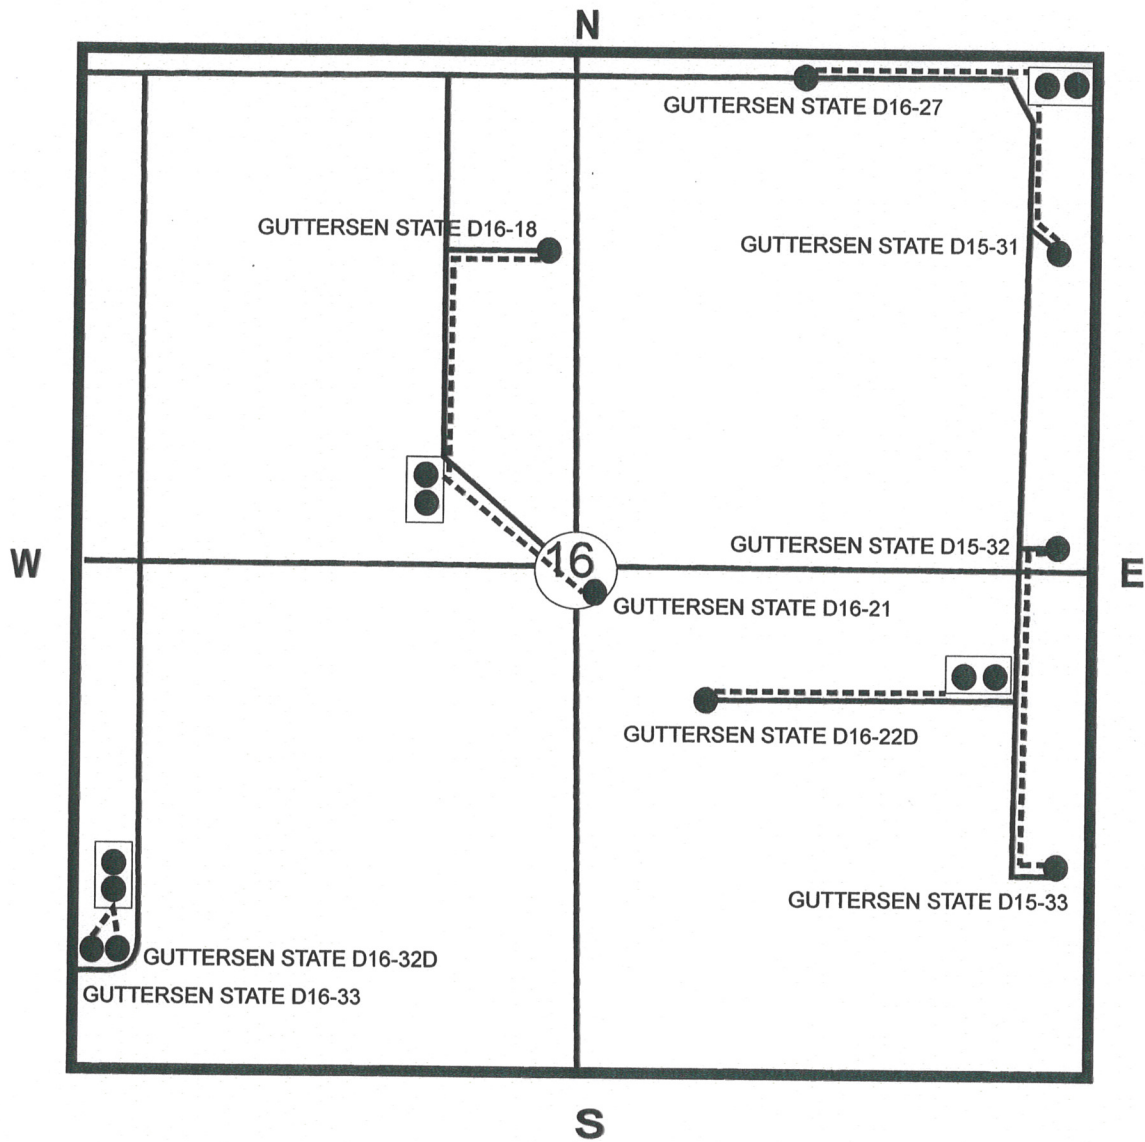 N
GUTTERSEN STATE D16-27
GUTTERSEN STATE D16-18
GUTTERSEN STATE D15-31
GUTTERSEN STATE D15-32
W
16
E
GUTTERSEN STATE D16-21
GUTTERSEN STATE D16-22D
GUTTERSEN STATE D15-33
GUTTERSEN STATE D16-32D
GUTTERSEN STATE D16-33
S